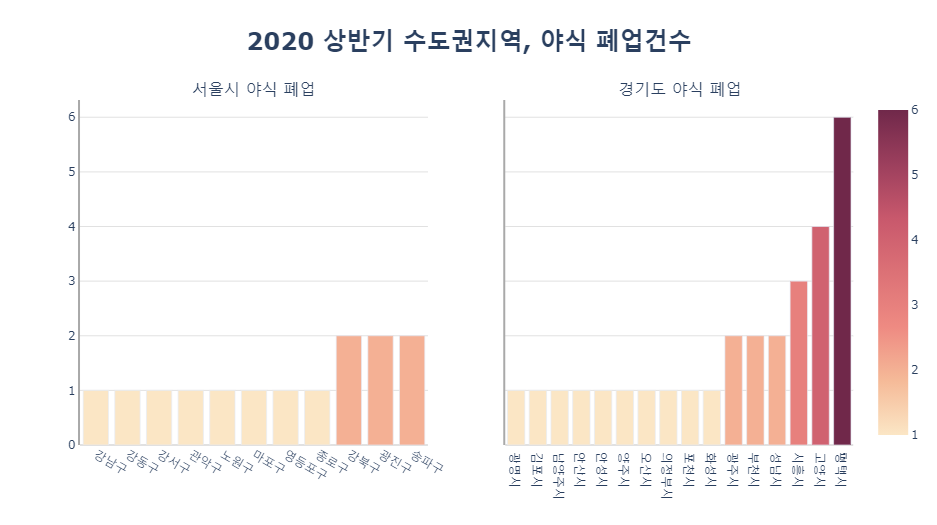 2020 상반기 수도권지역, 야식 폐업건수
서울시 야식 폐업
경기도 야식 폐업
6
5
4
3
2
1
0
강남구
강동구
강서구
관악구
노원구
마포구
영등포구
종로구
강북구
광진구
송파구
광명시
김포시
남양주시
안산시
안성시
여주시
오산시
의정부시
포천시
화성시
광주시
부천시
성남시
시흥시
고양시
평택시
6
5
4
3
2
1